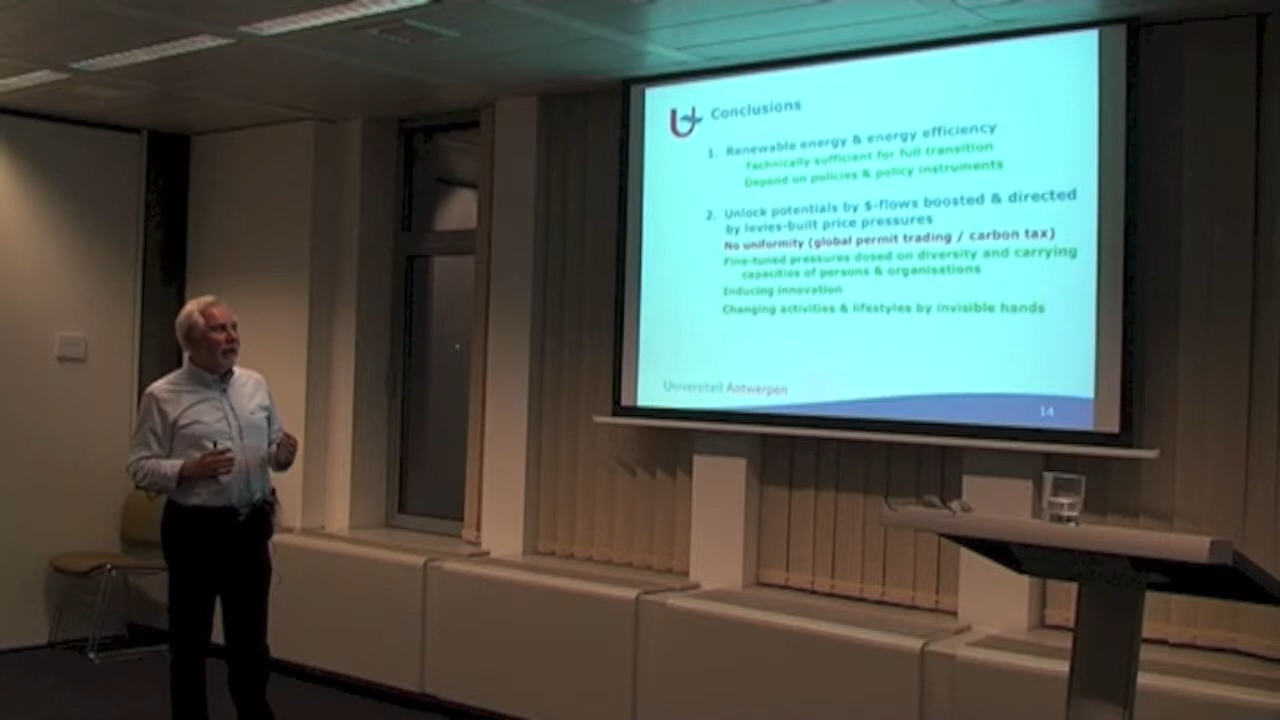 Conclusions
1. Renewable energy & energy efficiency
Technically sufficient for full transition
Depend on policies & policy instruments
2. Unlock potentials by $-flows boosted & directed
by levies-built price pressures
No uniformity (global permit trading / carbon tax)
Fine-tuned pressures dosed on diversity and carrying
capacities of persons & organisations
Inducing innovation
Changing activities & lifestyles by invisible hands
Universiteit Antwerpen
14